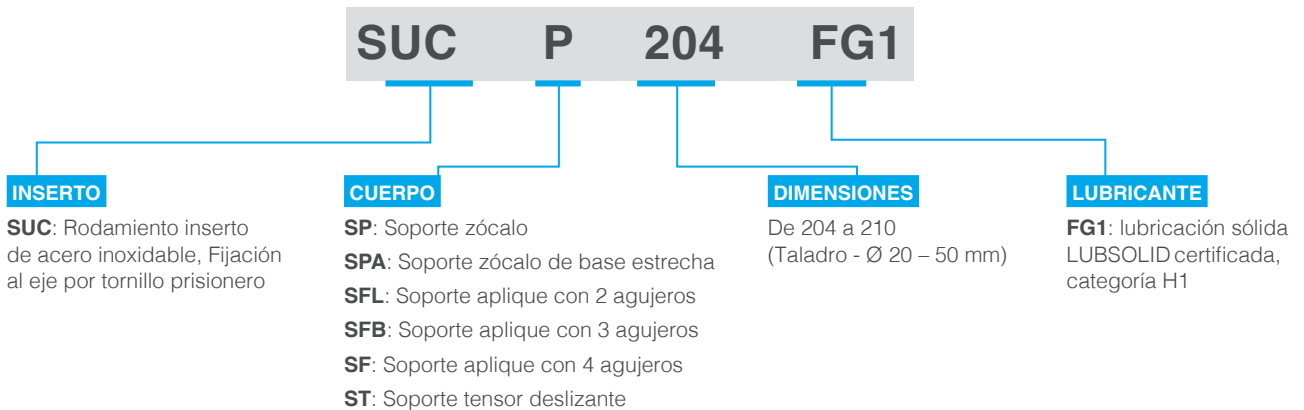 SUC P 204 FG1
INSERTO
SUC: Rodamiento inserto
de acero inoxidable, Fijación
al eje por tornillo prisionero
CUERPO
SP: Soporte zócalo
SPA: Soporte zócalo de base estrecha
SFL: Soporte aplique con 2 agujeros
SFB: Soporte aplique con 3 agujeros
SF: Soporte aplique con 4 agujeros
ST: Soporte tensor deslizante
DIMENSIONES
De 204 a 210
(Taladro - Ø 20 – 50 mm)
LUBRICANTE
FG1: lubricación sólida
LUBSOLID certificada,
categoría H1